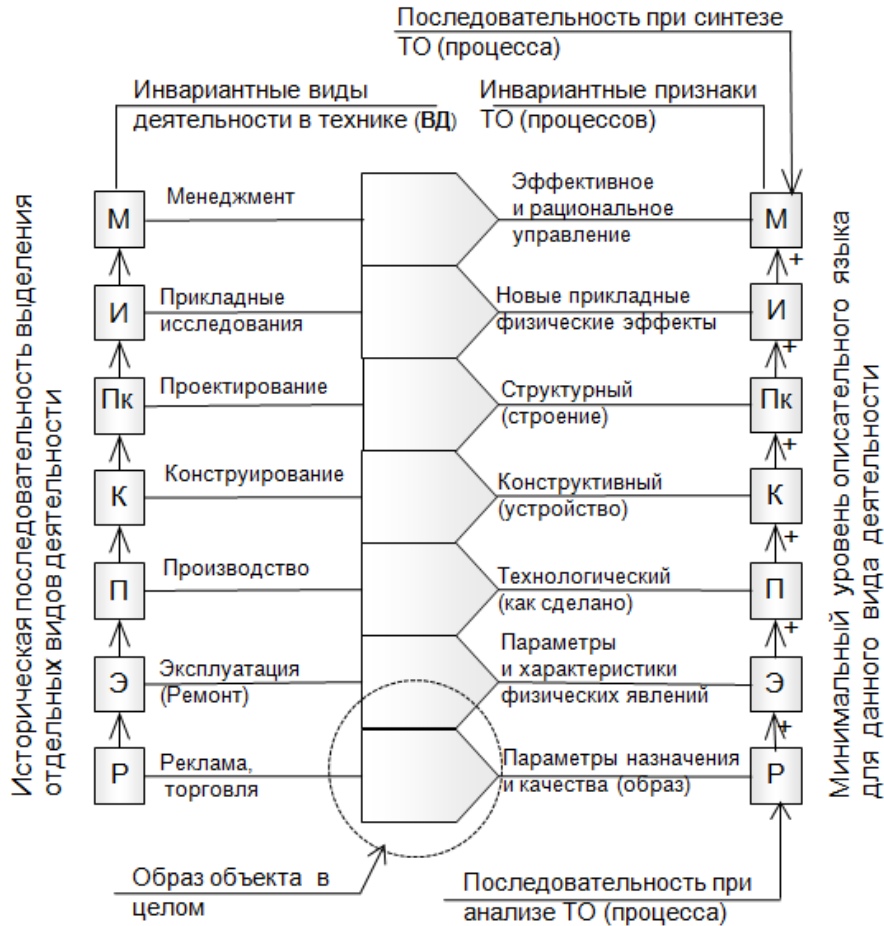 Последовательность при синтезе
ТО (процесса)
Инвариантные виды
деятельности в технике (ВД)
Инвариантные признаки
ТО (процессов)
Историческая последовательность выделения
отдельных видов деятельности
М
Менеджмент
Эффективное
и рациональное
управление
М
+
И
Прикладные
исследования
Новые прикладные
физические эффекты
И
+
Пк
Проектирование
Структурный
(строение)
Пк
+
К
Конструирование
Конструктивный
(устройство)
К
+
П
Производство
Технологический
(как сделано)
П
+
Э
Эксплуатация
(Ремонт)
Параметры
и характеристики
физических явлений
Э
+
Р
Реклама,
торговля
Параметры назначения
и качества (образ)
Р
Минимальный уровень описательного языка
для данного вида деятельности
Образ объекта в
целом
Последовательность при
анализе ТО (процесса)